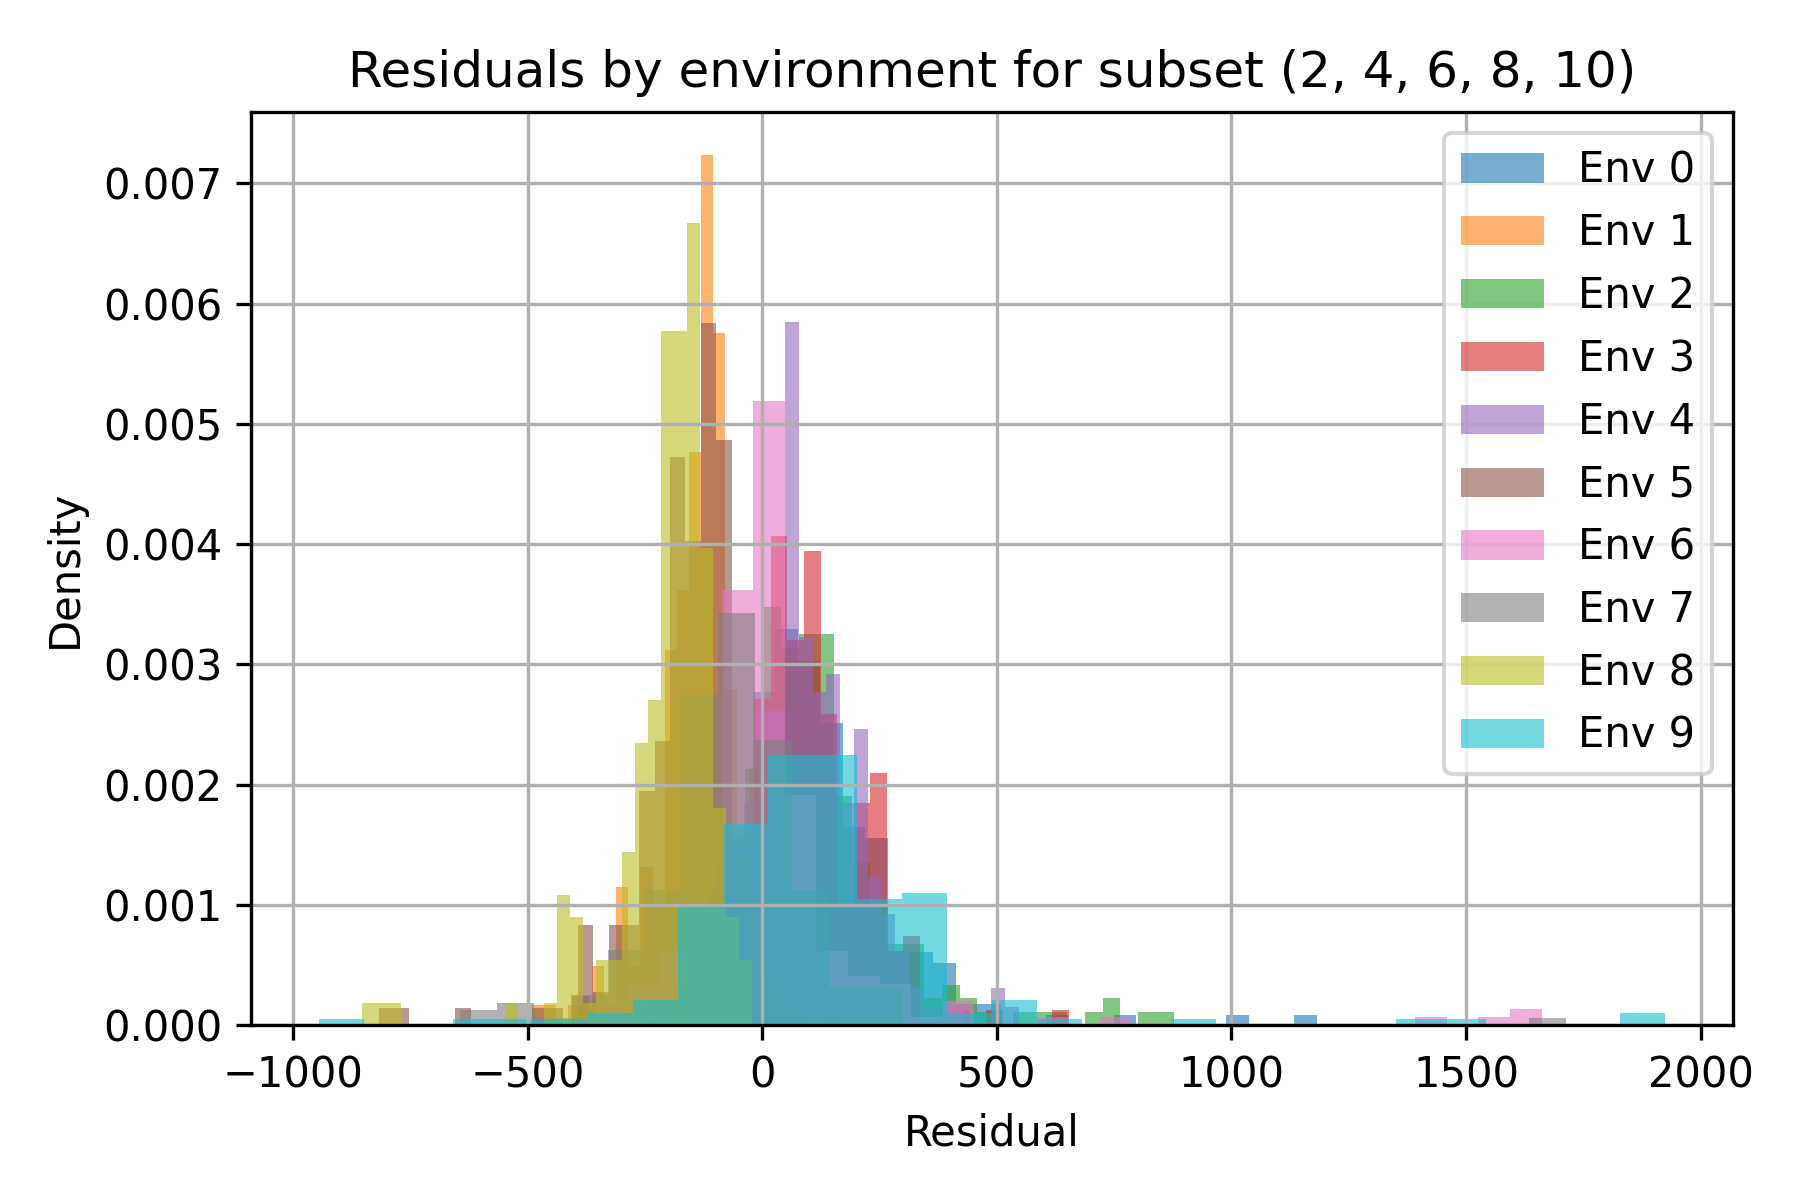 Residuals by environment for subset (2, 4, 6, 8, 10)
Density
0.007
0.006
0.005
0.004
0.003
0.002
0.001
0.000
−1000
−500
0
500
1000
1500
2000
Residual
Env 0
Env 1
Env 2
Env 3
Env 4
Env 5
Env 6
Env 7
Env 8
Env 9